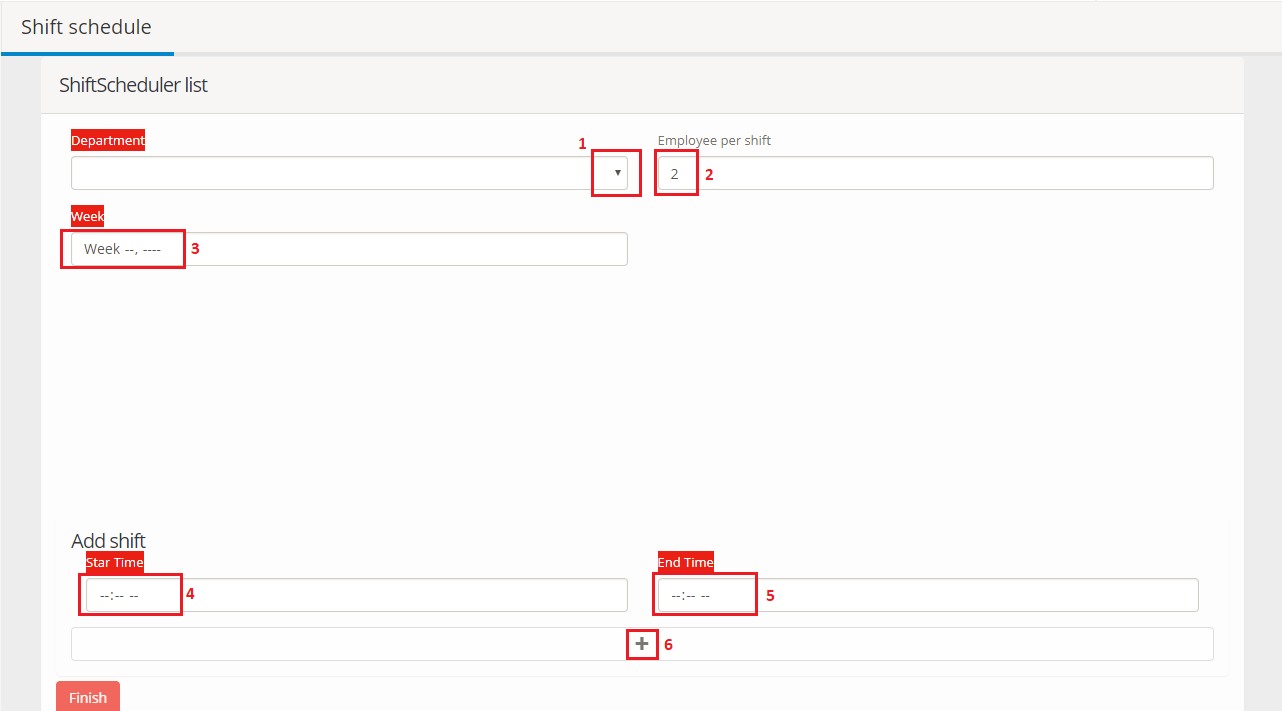 Shift schedule
ShiftScheduler list
Department
1
Employee per shift
2
2
Week
Week --, ----
3
Add shift
Star Time
End Time
--:-- --
4
--:-- --
5
+
6
Finish